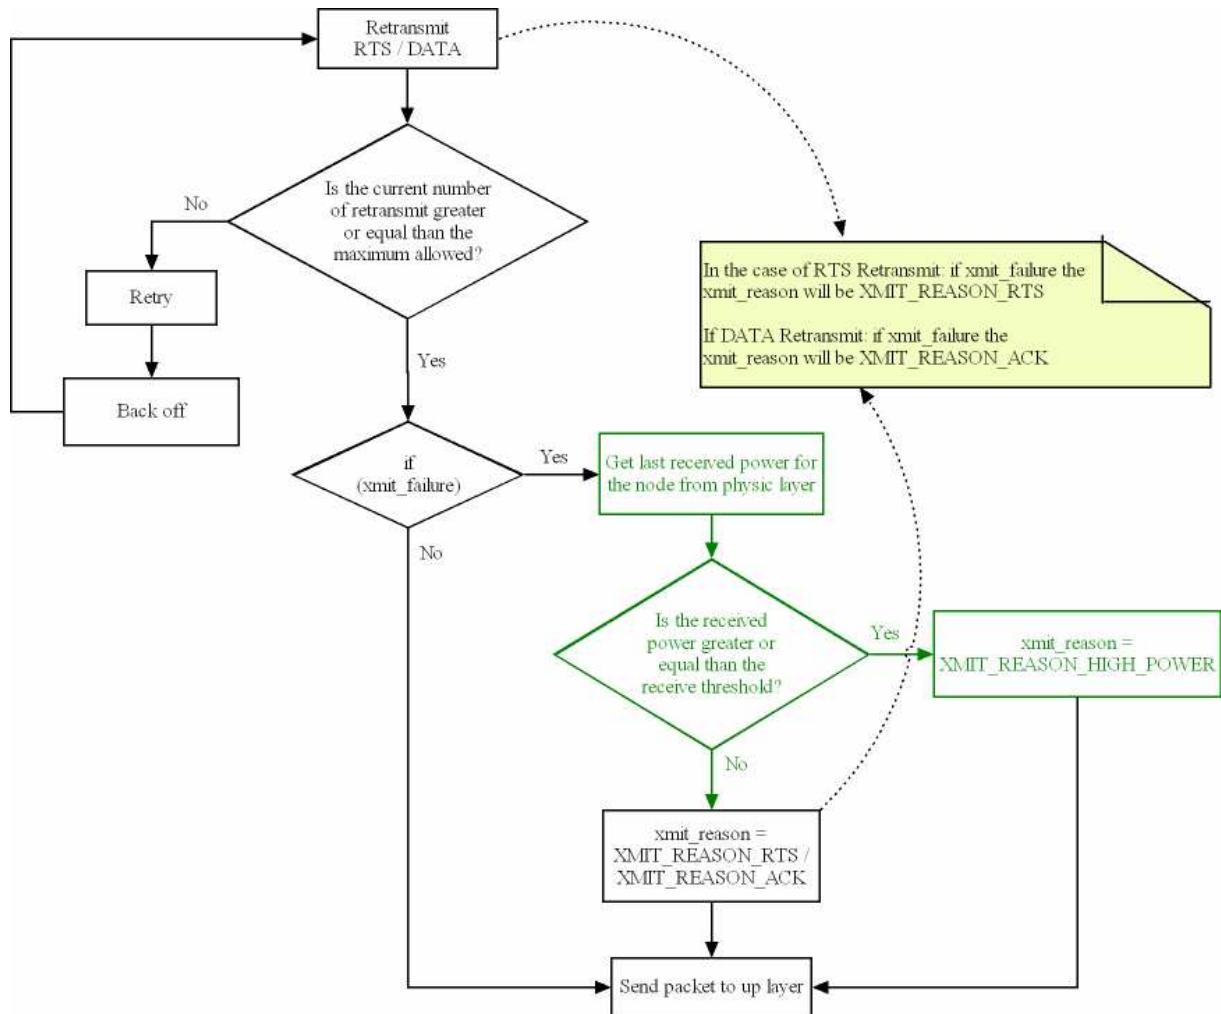 Retransmit
RTS / DATA
Is the current number
of retransmit greater
or equal than the
maximum allowed?
No
Retry
Back off
Yes
In the case of RTS Retransmit: if xmit_failure the
xmit_reason will be XMIT_REASON_RTS
If DATA Retransmit: if xmit_failure the
xmit_reason will be XMIT_REASON_ACK
if
(xmit_failure)
Yes
Get last received power for
the node from physic layer
No
Is the received
power greater or
equal than the
receive threshold?
Yes
xmit_reason =
XMIT_REASON_HIGH_POWER
No
xmit_reason =
XMIT_REASON_RTS /
XMIT_REASON_ACK
Send packet to up layer